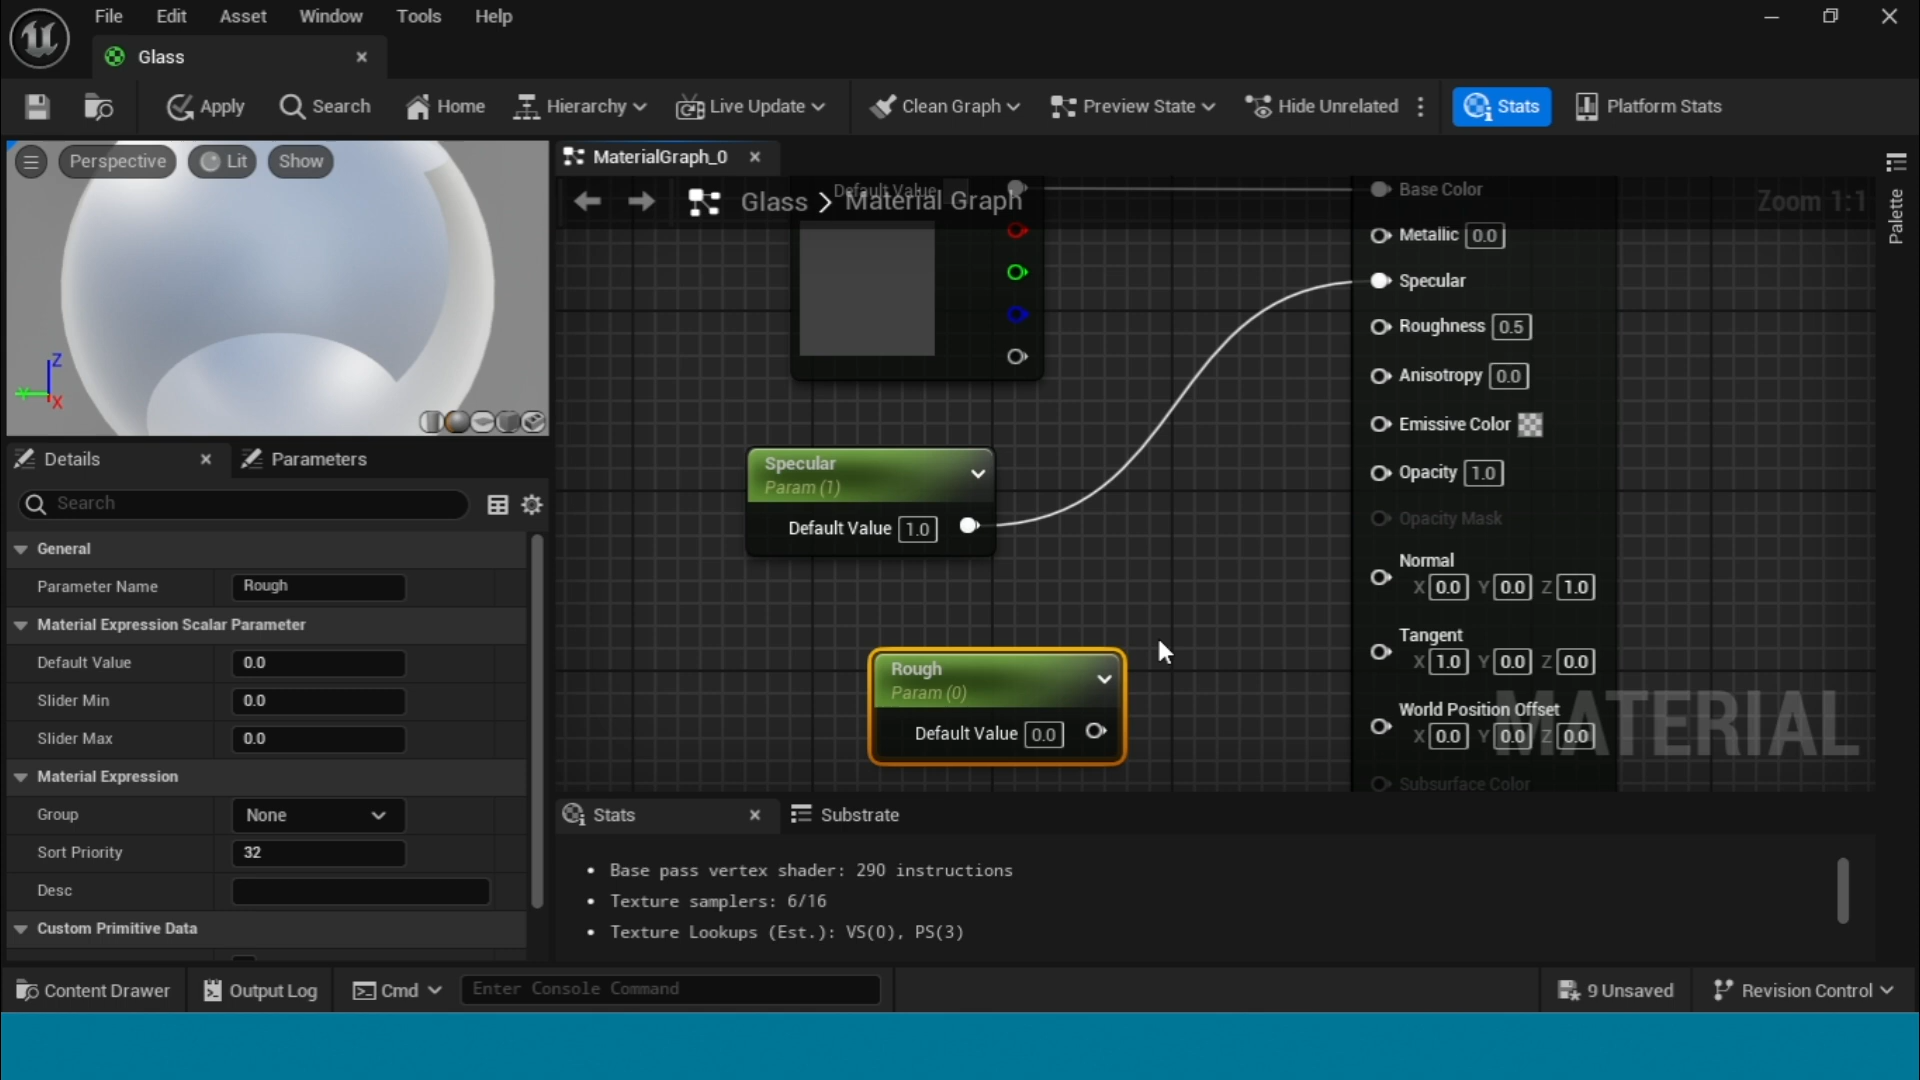 File Edit Asset Window Tools Help
Glass
Apply Search Home Hierarchy Live Update Clean Graph Preview State Hide Unrelated Stats Platform Stats
Perspective Lit Show
Z
Y
X
MaterialGraph_0
Glass > Material Graph
Zoom 1:1
Palette
Default Value
Base Color
Metallic 0.0
Specular
Roughness 0.5
Anisotropy 0.0
Emissive Color
Opacity 1.0
Opacity Mask
Normal
X 0.0 Y 0.0 Z 1.0
Tangent
X 1.0 Y 0.0 Z 0.0
World Position Offset
X 0.0 Y 0.0 Z 0.0
Subsurface Color
MATERIAL
Specular
Param (1)
Default Value 1.0
Rough
Param (0)
Default Value 0.0
Details Parameters
Search
General
Parameter Name Rough
Material Expression Scalar Parameter
Default Value 0.0
Slider Min 0.0
Slider Max 0.0
Material Expression
Group None
Sort Priority 32
Desc
Custom Primitive Data
Stats Substrate
• Base pass vertex shader: 290 instructions
• Texture samplers: 6/16
• Texture Lookups (Est.): VS(0), PS(3)
Content Drawer Output Log Cmd Enter Console Command 9 Unsaved Revision Control